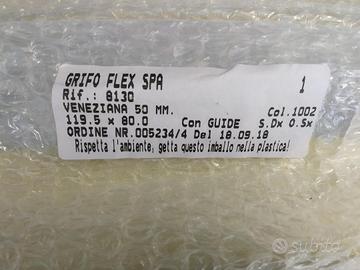 GRIFO FLEX SPA 1
Rif.: 8130
VENEZIANA 50 MM. Col.1002
119.5 x 80.0 Con GUIDE S.Dx 0.Sx
ORDINE NR.005234/4 Del 18.09.18
Rispetta l'ambiente; getta questo imballo nella plastica!
subito